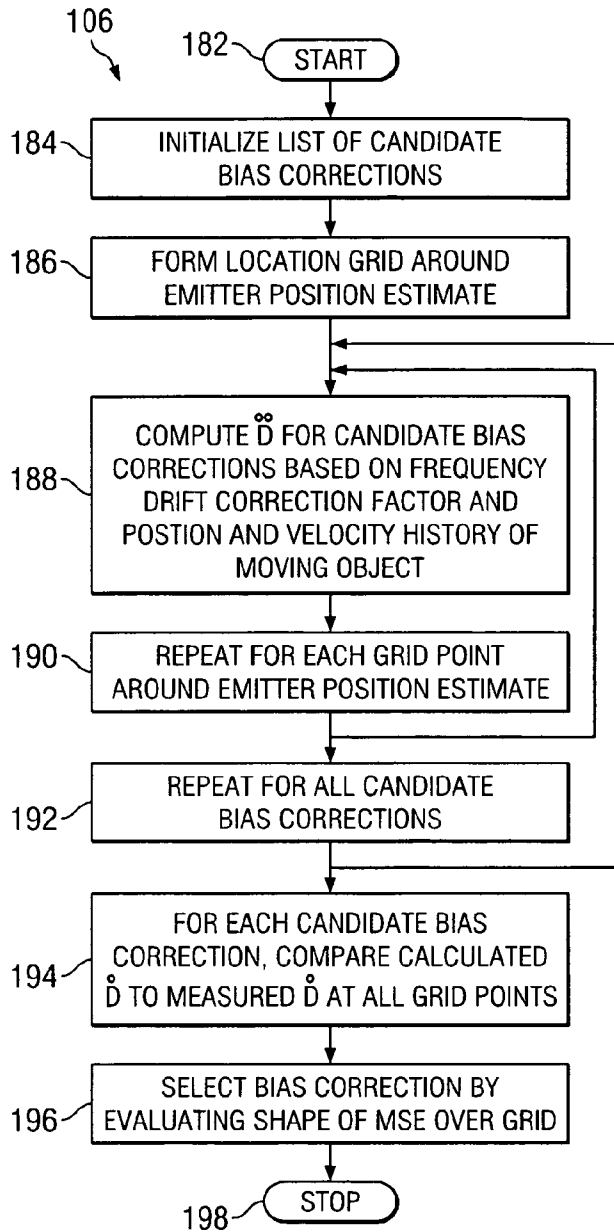 106
182
START
184
INITIALIZE LIST OF CANDIDATE
BIAS CORRECTIONS
186
FORM LOCATION GRID AROUND
EMITTER POSITION ESTIMATE
188
COMPUTE D̊̊ FOR CANDIDATE BIAS
CORRECTIONS BASED ON FREQUENCY
DRIFT CORRECTION FACTOR AND
POSTION AND VELOCITY HISTORY OF
MOVING OBJECT
190
REPEAT FOR EACH GRID POINT
AROUND EMITTER POSITION ESTIMATE
192
REPEAT FOR ALL CANDIDATE
BIAS CORRECTIONS
194
FOR EACH CANDIDATE BIAS
CORRECTION, COMPARE CALCULATED
D̊ TO MEASURED D̊ AT ALL GRID POINTS
196
SELECT BIAS CORRECTION BY
EVALUATING SHAPE OF MSE OVER GRID
198
STOP